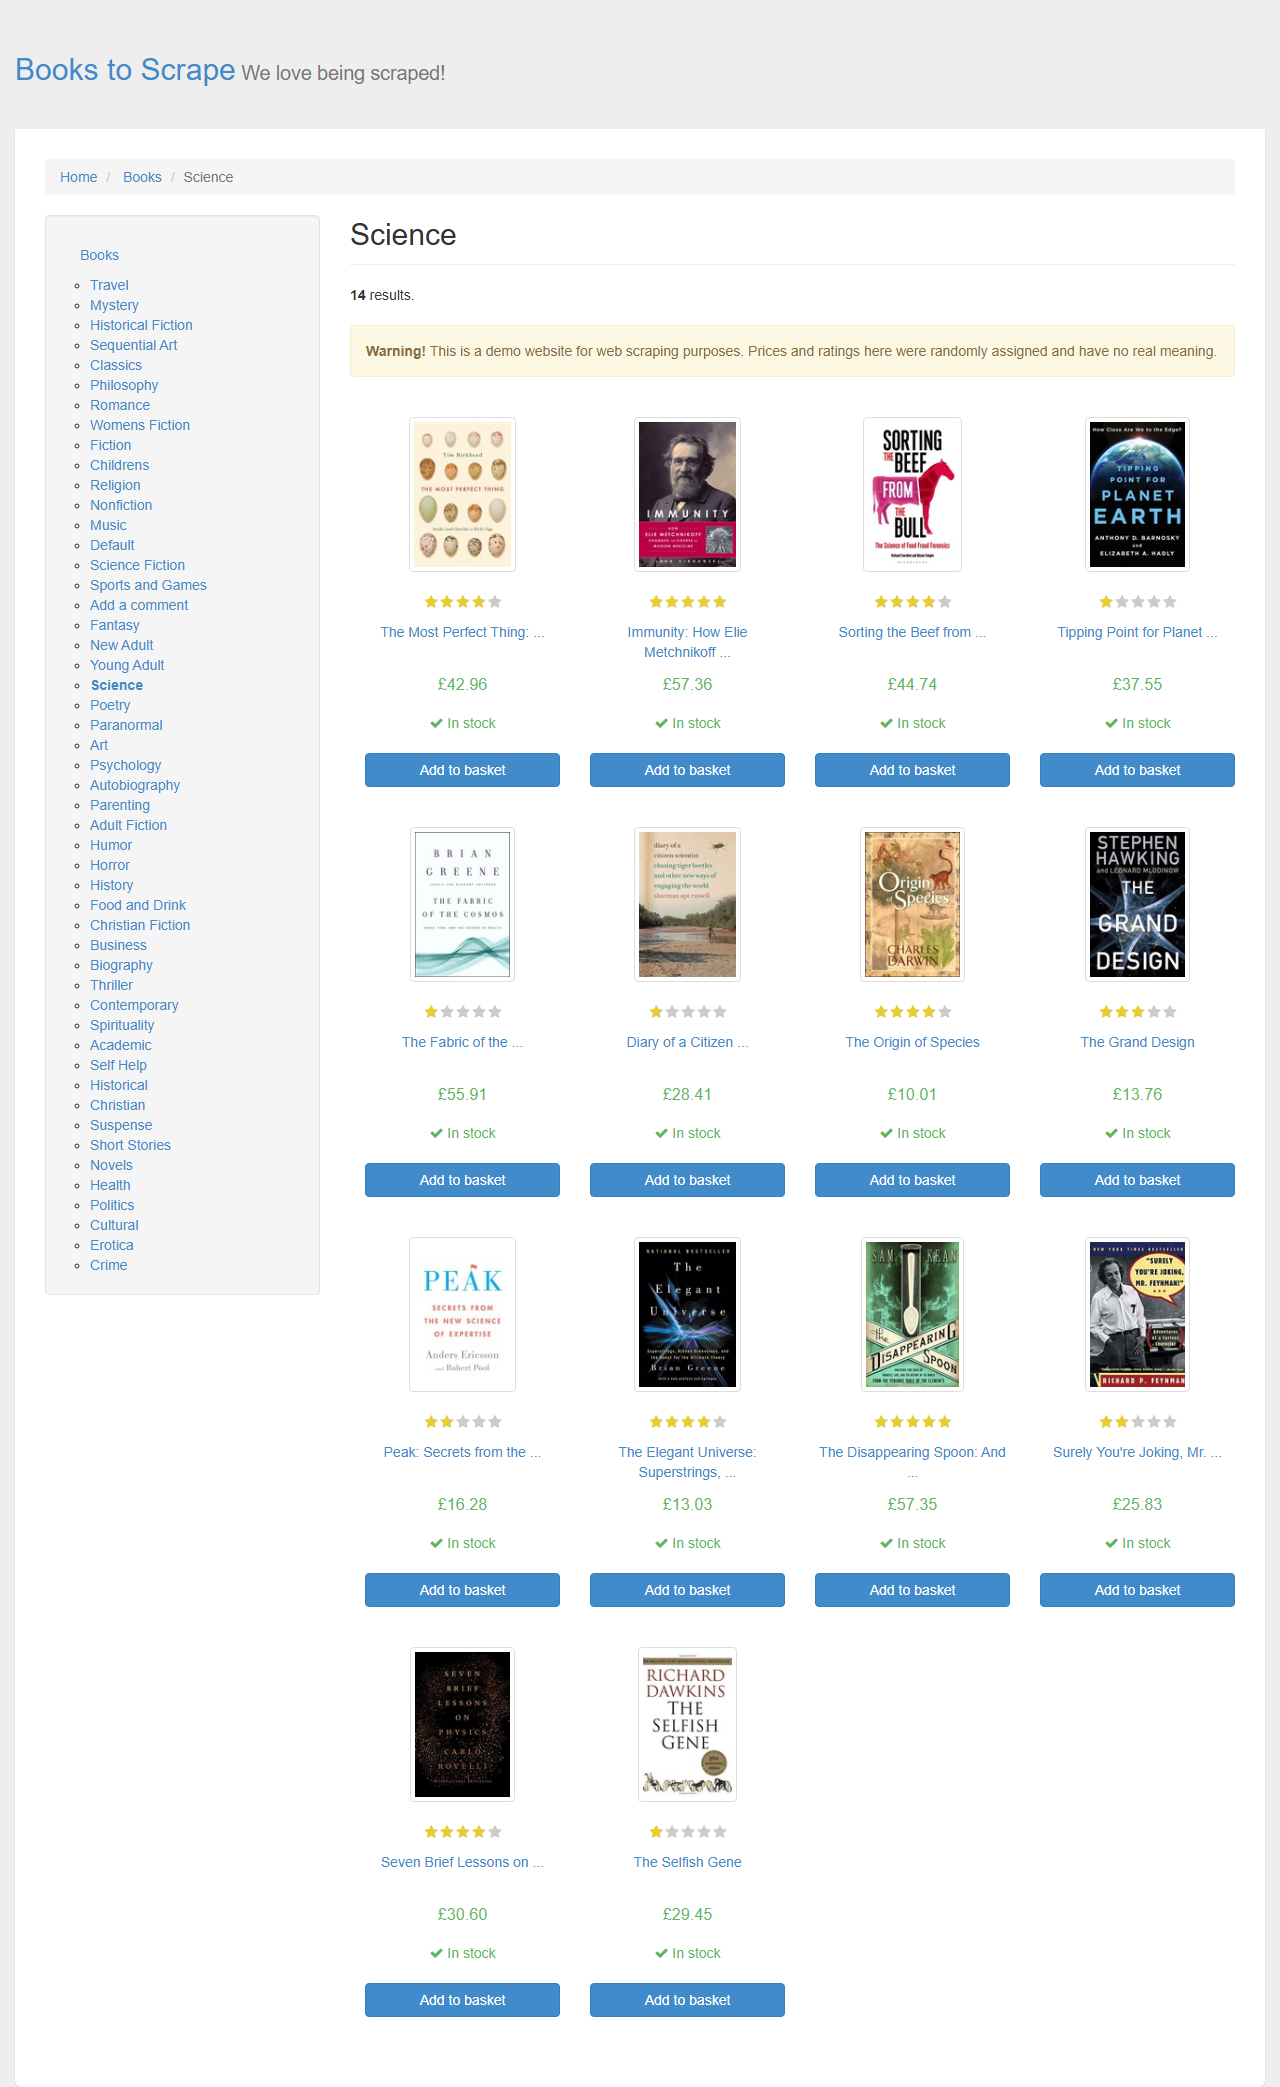 Books to Scrape We love being scraped!
Home / Books / Science
Books
Travel
Mystery
Historical Fiction
Sequential Art
Classics
Philosophy
Romance
Womens Fiction
Fiction
Childrens
Religion
Nonfiction
Music
Default
Science Fiction
Sports and Games
Add a comment
Fantasy
New Adult
Young Adult
Science
Poetry
Paranormal
Art
Psychology
Autobiography
Parenting
Adult Fiction
Humor
Horror
History
Food and Drink
Christian Fiction
Business
Biography
Thriller
Contemporary
Spirituality
Academic
Self Help
Historical
Christian
Suspense
Short Stories
Novels
Health
Politics
Cultural
Erotica
Crime
Science
14 results.
Warning! This is a demo website for web scraping purposes. Prices and ratings here were randomly assigned and have no real meaning.
Tim Birkhead
THE MOST PERFECT THING
The Most Perfect Thing: ...
£42.96
In stock
Add to basket
IMMUNITY
HOW
ELIE METCHNIKOFF
CHANGED THE COURSE OF
MODERN MEDICINE
Immunity: How Elie
Metchnikoff ...
£57.36
In stock
Add to basket
SORTING
THE
BEEF
FROM
THE
BULL
The Science of Food Fraud Forensics
Sorting the Beef from ...
£44.74
In stock
Add to basket
How Close Are We to the Edge?
TIPPING
POINT FOR
PLANET
EARTH
ANTHONY D. BARNOSKY
and
ELIZABETH A. HADLY
Tipping Point for Planet ...
£37.55
In stock
Add to basket
BRIAN
GREENE
THE FABRIC
OF THE COSMOS
The Fabric of the ...
£55.91
In stock
Add to basket
diary of a
citizen scientist
chasing tiger beetles
and other new ways of
engaging the world
sharman apt russell
Diary of a Citizen ...
£28.41
In stock
Add to basket
Origin
of
Species
CHARLES
DARWIN
The Origin of Species
£10.01
In stock
Add to basket
STEPHEN
HAWKING
and LEONARD MLODINOW
THE
GRAND
DESIGN
The Grand Design
£13.76
In stock
Add to basket
PEAK
SECRETS FROM
THE NEW SCIENCE
OF EXPERTISE
Anders Ericsson
and Robert Pool
Peak: Secrets from the ...
£16.28
In stock
Add to basket
NATIONAL BESTSELLER
The
Elegant
Universe
Brian Greene
The Elegant Universe:
Superstrings, ...
£13.03
In stock
Add to basket
SAM KEAN
the
DISAPPEARING
SPOON
The Disappearing Spoon: And
...
£57.35
In stock
Add to basket
NEW YORK TIMES BESTSELLER
"SURELY
YOU'RE JOKING,
MR. FEYNMAN!"
Adventures
of a Curious
Character
RICHARD P. FEYNMAN
Surely You're Joking, Mr. ...
£25.83
In stock
Add to basket
SEVEN
BRIEF
LESSONS
ON
PHYSICS
CARLO
ROVELLI
Seven Brief Lessons on ...
£30.60
In stock
Add to basket
RICHARD
DAWKINS
THE
SELFISH
GENE
The Selfish Gene
£29.45
In stock
Add to basket